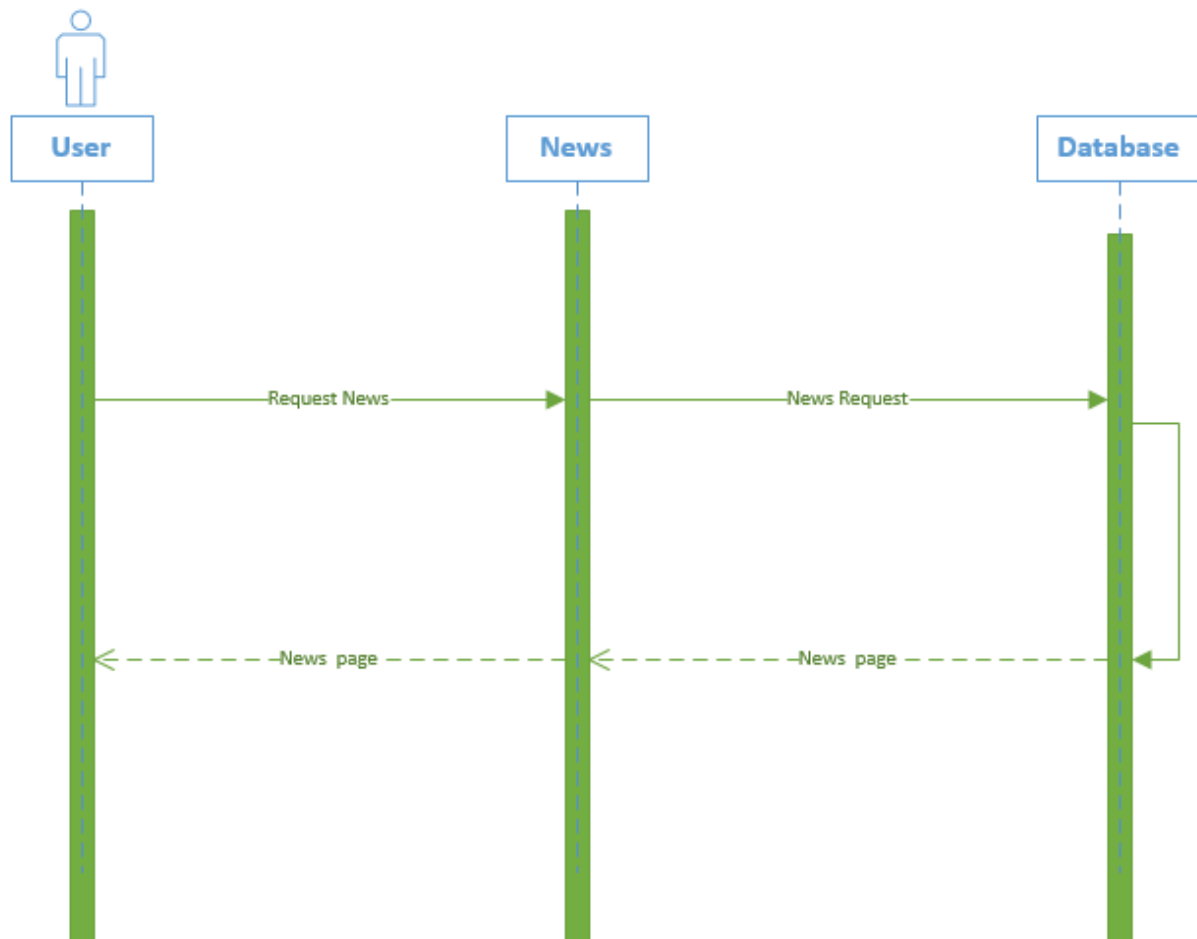 User
News
Database
Request News
News Request
News page
News page